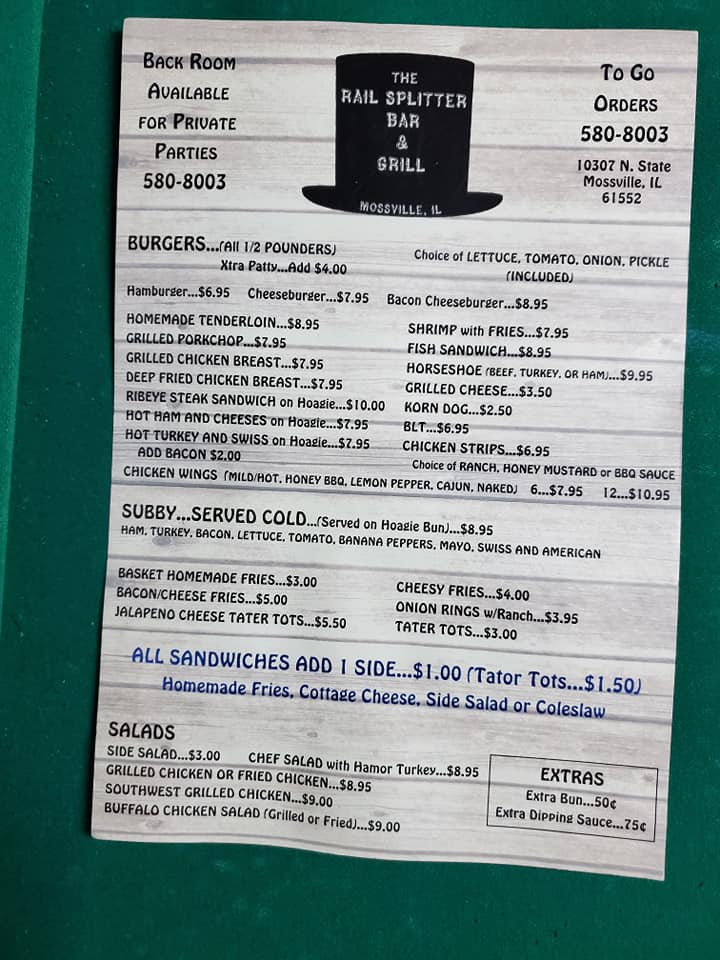 BACK ROOM
AVAILABLE
FOR PRIVATE
PARTIES
580-8003
THE
RAIL SPLITTER
BAR
&
GRILL
MOSSVILLE, IL
TO GO
ORDERS
580-8003
10307 N. State
Mossville, IL
61552
BURGERS...(All 1/2 POUNDERS)
Xtra Patty...Add $4.00
Choice of LETTUCE, TOMATO, ONION, PICKLE
(INCLUDED)
Hamburger...$6.95 Cheeseburger...$7.95 Bacon Cheeseburger...$8.95
HOMEMADE TENDERLOIN...$8.95
GRILLED PORKCHOP...$7.95
GRILLED CHICKEN BREAST...$7.95
DEEP FRIED CHICKEN BREAST...$7.95
RIBEYE STEAK SANDWICH on Hoagie...$10.00
HOT HAM AND CHEESES on Hoagie...$7.95
HOT TURKEY AND SWISS on Hoagie...$7.95
ADD BACON $2.00
SHRIMP with FRIES...$7.95
FISH SANDWICH...$8.95
HORSESHOE (BEEF, TURKEY, OR HAM)...$9.95
GRILLED CHEESE...$3.50
KORN DOG...$2.50
BLT...$6.95
CHICKEN STRIPS...$6.95
Choice of RANCH, HONEY MUSTARD or BBQ SAUCE
CHICKEN WINGS (MILD/HOT, HONEY BBQ, LEMON PEPPER, CAJUN, NAKED) 6...$7.95 12...$10.95
SUBBY...SERVED COLD...(Served on Hoagie Bun)...$8.95
HAM, TURKEY, BACON, LETTUCE, TOMATO, BANANA PEPPERS, MAYO, SWISS AND AMERICAN
BASKET HOMEMADE FRIES...$3.00
BACON/CHEESE FRIES...$5.00
JALAPENO CHEESE TATER TOTS...$5.50
CHEESY FRIES...$4.00
ONION RINGS w/Ranch...$3.95
TATER TOTS...$3.00
ALL SANDWICHES ADD 1 SIDE...$1.00 (Tator Tots...$1.50)
Homemade Fries, Cottage Cheese, Side Salad or Coleslaw
SALADS
SIDE SALAD...$3.00 CHEF SALAD with Hamor Turkey...$8.95
GRILLED CHICKEN OR FRIED CHICKEN...$8.95
SOUTHWEST GRILLED CHICKEN...$9.00
BUFFALO CHICKEN SALAD (Grilled or Fried)...$9.00
EXTRAS
Extra Bun...50¢
Extra Dipping Sauce...75¢